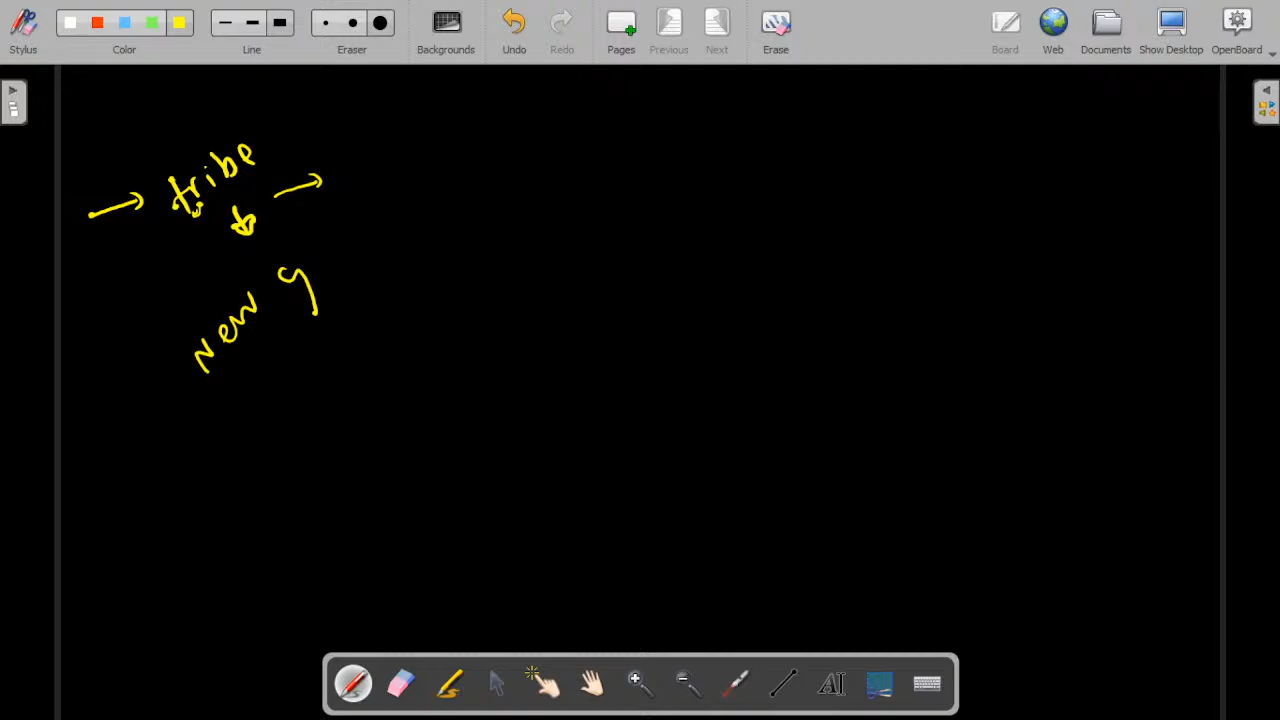 Stylus Color Line Eraser Backgrounds Undo Redo Pages Previous Next Erase Board Web Documents Show Desktop OpenBoard
→ tribe →
↓
new g